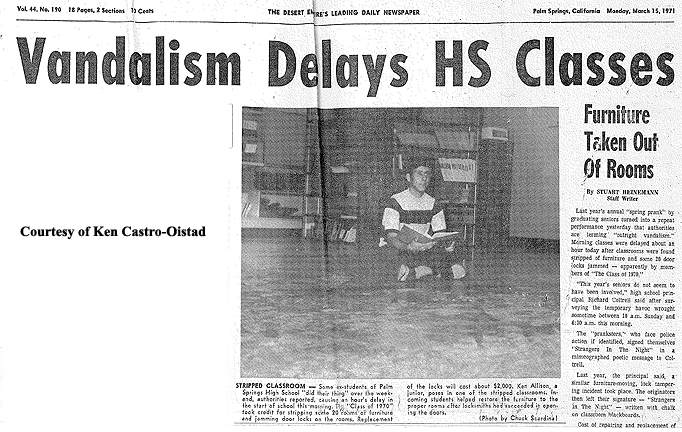 Vol. 44, No. 190 18 Pages, 2 Sections 10 Cents
THE DESERT EMPIRE'S LEADING DAILY NEWSPAPER
Palm Springs, California Monday, March 15, 1971
Vandalism Delays HS Classes
Courtesy of Ken Castro-Oistad
STRIPPED CLASSROOM — Some ex-students of Palm
Springs High School "did their thing" over the week-
end, authorities reported, causing an hour's delay in
the start of school this morning. The "Class of 1970"
took credit for stripping some 20 rooms of furniture
and jamming door locks on the rooms. Replacement
of the locks will cost about $2,000. Ken Allison, a
junior, poses in one of the stripped classrooms. In-
coming students helped restore the furniture to the
proper rooms after locksmiths had succeeded in open-
ing the doors.
(Photo by Chuck Scardina)
Furniture
Taken Out
Of Rooms
By STUART HEINEMANN
Staff Writer
Last year's annual "spring prank" by
graduating seniors turned into a repeat
performance yesterday that authorities
are terming "outright vandalism."
Morning classes were delayed about an
hour today after classrooms were found
stripped of furniture and some 20 door
locks jammed — apparently by mem-
bers of "The Class of 1970."
"This year's seniors do not seem to
have been involved," high school prin-
cipal Richard Cottrell said after sur-
veying the temporary havoc wrought
sometime between 10 a.m. Sunday and
6:30 a.m. this morning.
The "pranksters," who face police
action if identified, signed themselves
"Strangers In The Night" in a
mimeographed poetic message to Cot-
trell.
Last year, the principal said, a
similar furniture-moving, lock tamper-
ing incident took place. The originators
then left their signature — "Strangers
In The Night" — written with chalk
on classroom blackboards.
Cost of repairing and replacement of